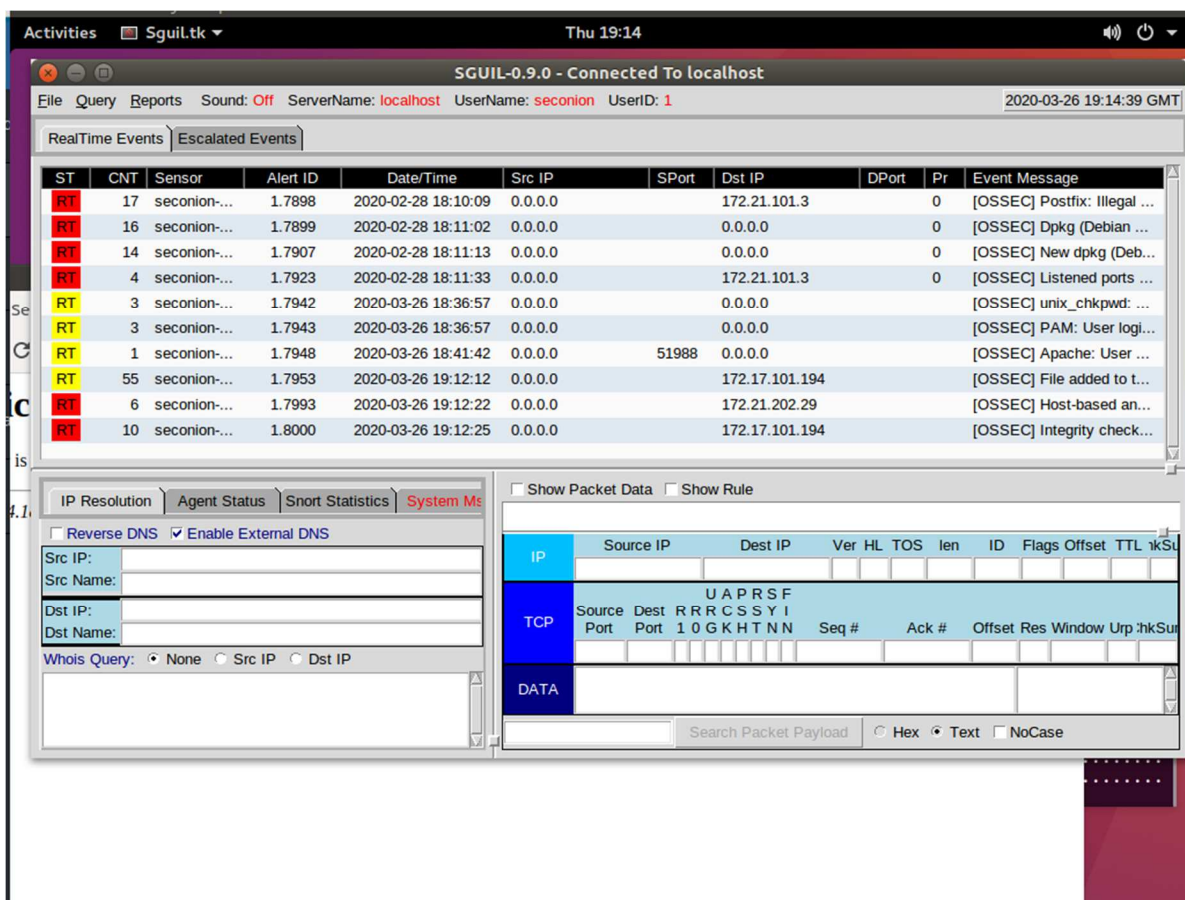 Activities Sguil.tk Thu 19:14
SGUIL-0.9.0 - Connected To localhost
File Query Reports Sound: Off ServerName: localhost UserName: seconion UserID: 1 2020-03-26 19:14:39 GMT
RealTime Events Escalated Events
ST CNT Sensor Alert ID Date/Time Src IP SPort Dst IP DPort Pr Event Message
RT 17 seconion-... 1.7898 2020-02-28 18:10:09 0.0.0.0 172.21.101.3 0 [OSSEC] Postfix: Illegal ...
RT 16 seconion-... 1.7899 2020-02-28 18:11:02 0.0.0.0 0.0.0.0 0 [OSSEC] Dpkg (Debian ...
RT 14 seconion-... 1.7907 2020-02-28 18:11:13 0.0.0.0 0.0.0.0 0 [OSSEC] New dpkg (Deb...
RT 4 seconion-... 1.7923 2020-02-28 18:11:33 0.0.0.0 172.21.101.3 0 [OSSEC] Listened ports ...
RT 3 seconion-... 1.7942 2020-03-26 18:36:57 0.0.0.0 0.0.0.0 [OSSEC] unix_chkpwd: ...
RT 3 seconion-... 1.7943 2020-03-26 18:36:57 0.0.0.0 0.0.0.0 [OSSEC] PAM: User logi...
RT 1 seconion-... 1.7948 2020-03-26 18:41:42 0.0.0.0 51988 0.0.0.0 [OSSEC] Apache: User ...
RT 55 seconion-... 1.7953 2020-03-26 19:12:12 0.0.0.0 172.17.101.194 [OSSEC] File added to t...
RT 6 seconion-... 1.7993 2020-03-26 19:12:22 0.0.0.0 172.21.202.29 [OSSEC] Host-based an...
RT 10 seconion-... 1.8000 2020-03-26 19:12:25 0.0.0.0 172.17.101.194 [OSSEC] Integrity check...
Se
ic
is
IP Resolution Agent Status Snort Statistics System Ms
Reverse DNS Enable External DNS
Src IP:
Src Name:
Dst IP:
Dst Name:
Whois Query: None Src IP Dst IP
Show Packet Data Show Rule
IP Source IP Dest IP Ver HL TOS len ID Flags Offset TTL hkSu
U A P R S F
Source Dest R R R C S S Y I
TCP Port Port 1 0 G K H T N N Seq # Ack # Offset Res Window Urp hkSur
DATA
Search Packet Payload Hex Text NoCase